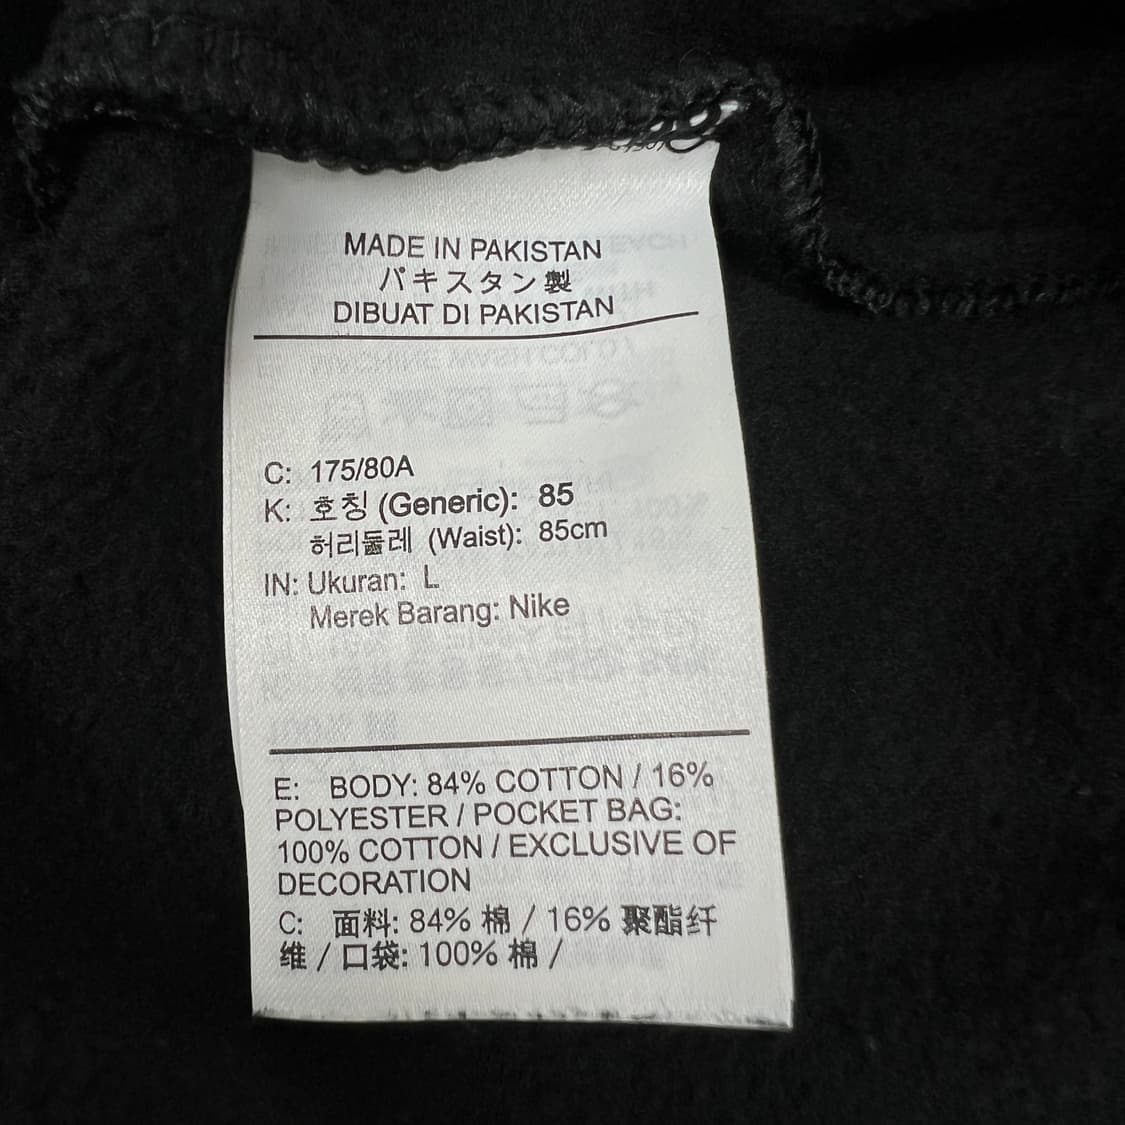 MADE IN PAKISTAN
パキスタン製
DIBUAT DI PAKISTAN
C: 175/80A
K: 호칭 (Generic): 85
허리둘레 (Waist): 85cm
IN: Ukuran: L
Merek Barang: Nike
E: BODY: 84% COTTON / 16%
POLYESTER / POCKET BAG:
100% COTTON / EXCLUSIVE OF
DECORATION
C: 面料: 84% 棉 / 16% 聚酯纤
维 / 口袋: 100% 棉 /